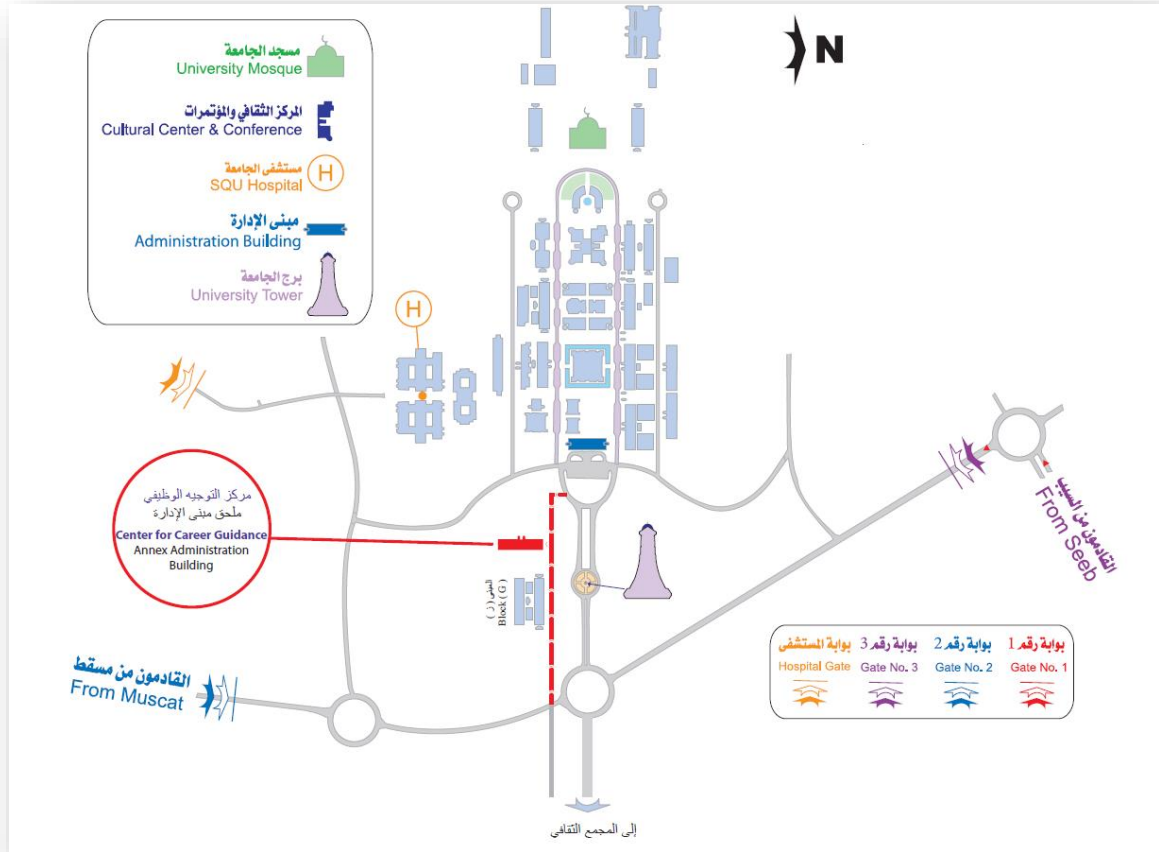 مسجد الجامعة
University Mosque
المركز الثقافي والمؤتمرات
Cultural Center & Conference
مستشفى الجامعة
SQU Hospital
H
مبنى الإدارة
Administration Building
برج الجامعة
University Tower
N
H
مركز التوجيه الوظيفي
ملحق مبنى الإدارة
Center for Career Guidance
Annex Administration
Building
المبنى ( ز )
Block ( G )
القادمون من السيب
From Seeb
القادمون من مسقط
From Muscat
بوابة رقم 1
Gate No. 1
بوابة رقم 2
Gate No. 2
بوابة رقم 3
Gate No. 3
بوابة المستشفى
Hospital Gate
إلى المجمع الثقافي